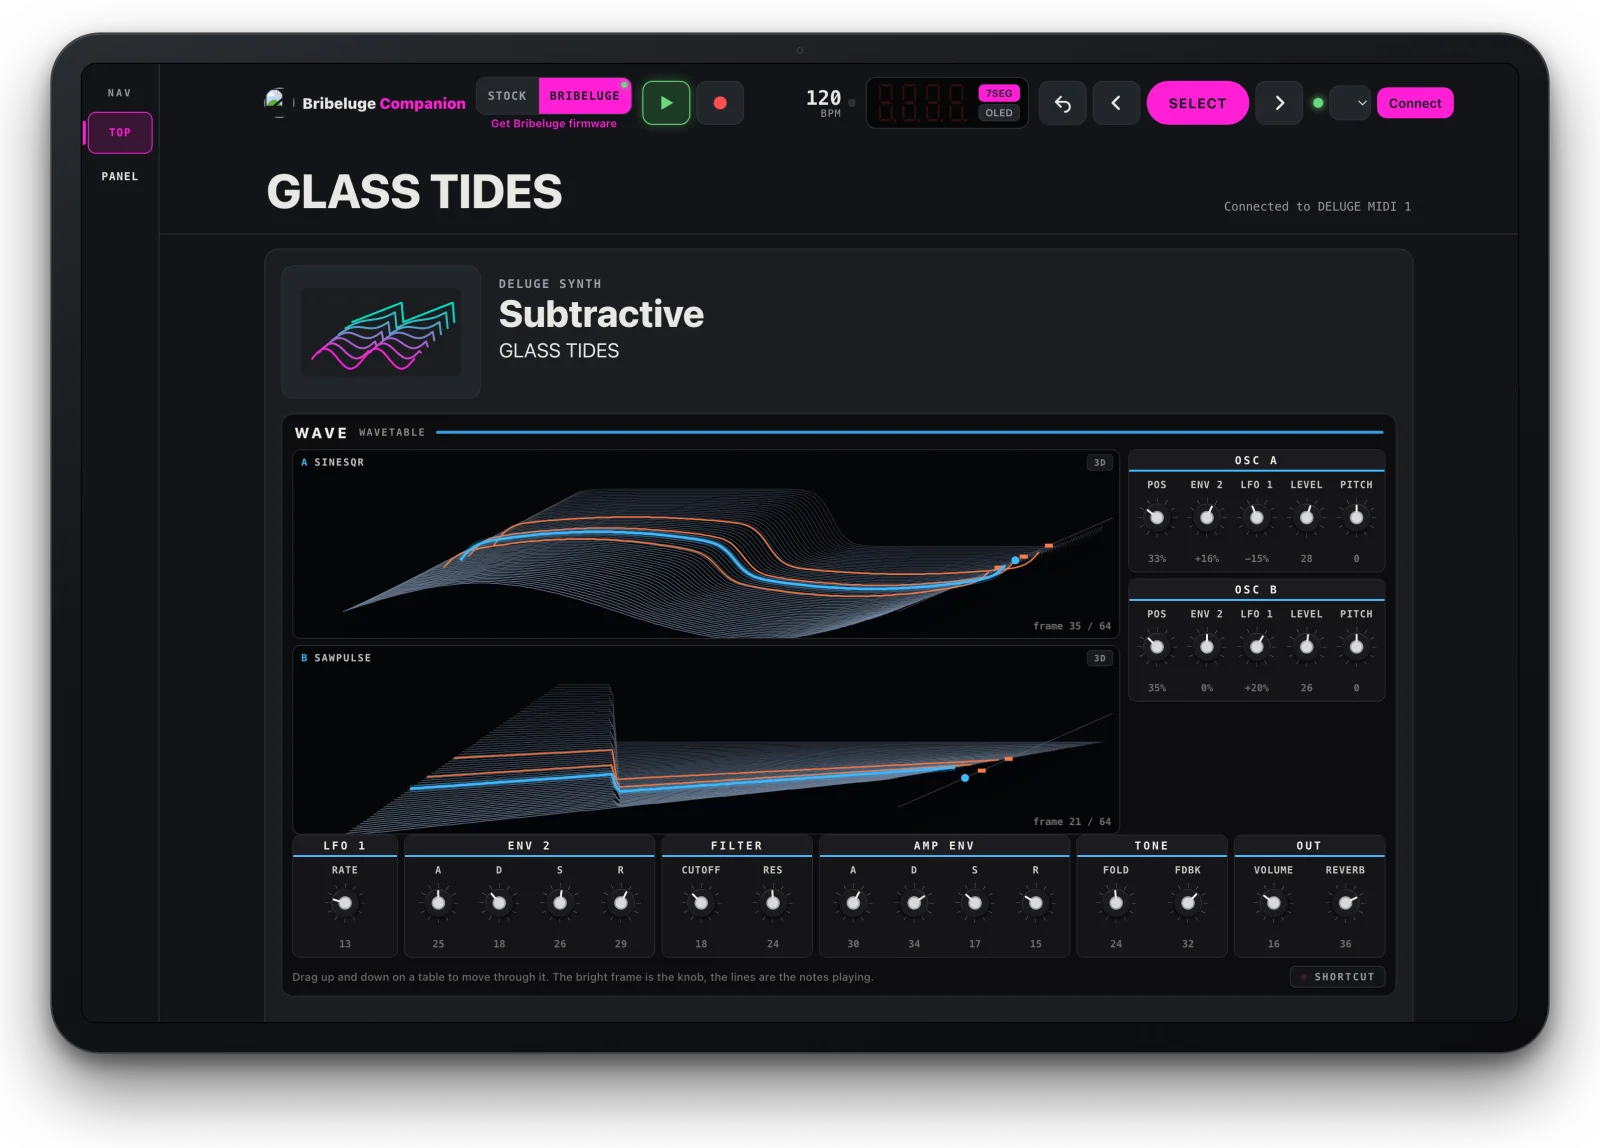 NAV
TOP
PANEL
Bribeluge Companion
STOCK
BRIBELUGE
Get Bribeluge firmware
120
BPM
7SEG
OLED
SELECT
Connect
GLASS TIDES
Connected to DELUGE MIDI 1
DELUGE SYNTH
Subtractive
GLASS TIDES
WAVE WAVETABLE
A SINESQR
3D
frame 35 / 64
B SAWPULSE
3D
frame 21 / 64
OSC A
POS ENV 2 LFO 1 LEVEL PITCH
33% +16% −15% 28 0
OSC B
POS ENV 2 LFO 1 LEVEL PITCH
35% 0% +20% 26 0
LFO 1
RATE
13
ENV 2
A D S R
25 18 26 29
FILTER
CUTOFF RES
18 24
AMP ENV
A D S R
30 34 17 15
TONE
FOLD FDBK
24 32
OUT
VOLUME REVERB
16 36
Drag up and down on a table to move through it. The bright frame is the knob, the lines are the notes playing.
SHORTCUT